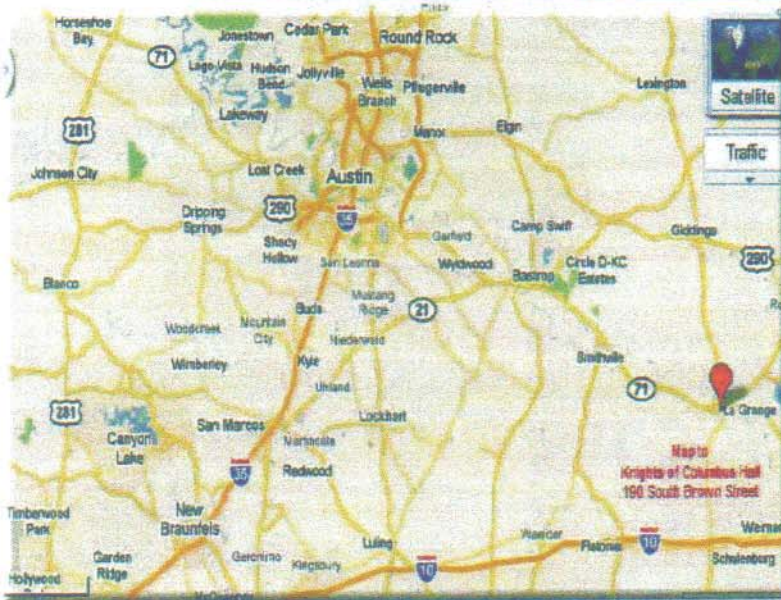 Horseshoe
Bay
Jonestown
Cedar Park
Round Rock
71
Lago Vista
Hudson
Bend
Jollyville
Wells
Branch
Pflugerville
Lexington
Satellite
Lakeway
281
Manor
Elgin
Traffic
Johnson City
Lost Creek
Austin
290
35
Dripping
Springs
Shady
Hollow
Garfield
Camp Swift
Giddings
290
San Leanna
Wyldwood
Bastrop
Circle D-KC
Estates
Blanco
Mustang
Ridge
Buda
21
Woodcreek
Mountain
City
Niederwald
Wimberley
Kyle
Smithville
Uhland
71
281
San Marcos
Lockhart
La Grange
Canyon
Lake
Martindale
Map to
Knights of Columbus Hall
190 South Brown Street
35
Redwood
Timberwood
Park
New
Braunfels
Luling
Waelder
Flatonia
10
Garden
Ridge
Geronimo
Kingsbury
10
Schulenburg
Hollywood